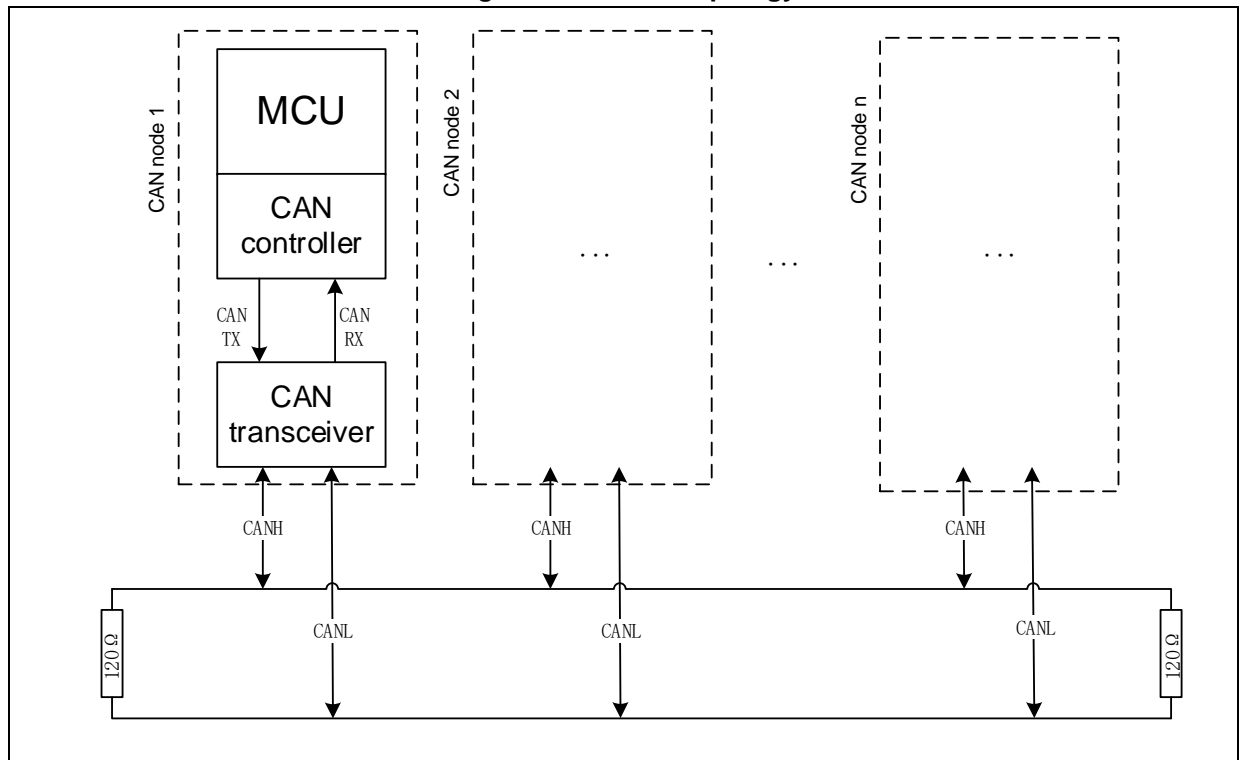 CAN node 1
MCU
CAN
controller
CAN
TX
CAN
RX
CAN
transceiver
CAN node 2
...
...
CAN node n
...
CANH
CANH
CANH
CANL
CANL
CANL
120Ω
120Ω